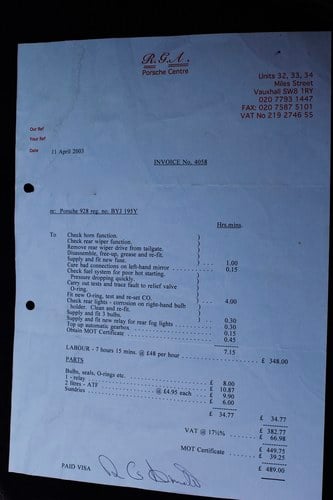 R.G.A.
Porsche Centre
Units 32, 33, 34
Miles Street
Vauxhall SW8 1RY
020 7793 1447
FAX: 020 7587 5101
VAT No 219 2746 55
Our Ref
Your Ref
Date 11 April 2003
INVOICE No. 4058
re: Porsche 928 reg. no: BYJ 195Y
Hrs.mins.
To Check horn function.
Check rear wiper function.
Remove rear wiper drive from tailgate.
Disassemble, free-up, grease and re-fit.
Supply and fit new fuse. 1.00
Cure bad connections on left-hand mirror 0.15
Check fuel system for poor hot starting.
Pressure dropping quickly.
Carry out tests and trace fault to relief valve
O-ring.
Fit new O-ring, test and re-set CO. 4.00
Check rear lights - corrosion on right-hand bulb
holder. Clean and re-fit.
Supply and fit 3 bulbs. 0.30
Supply and fit new relay for rear fog lights 0.30
Top up automatic gearbox 0.15
Obtain MOT Certificate 0.45
LABOUR - 7 hours 15 mins. @ £48 per hour 7.15 £ 348.00
PARTS
Bulbs, seals, O-rings etc. £ 8.00
1 - relay £ 10.87
2 litres - ATF @ £4.95 each £ 9.90
Sundries £ 6.00
£ 34.77 £ 34.77
£ 382.77
VAT @ 17½% £ 66.98
£ 449.75
MOT Certificate £ 39.25
£ 489.00
PAID VISA